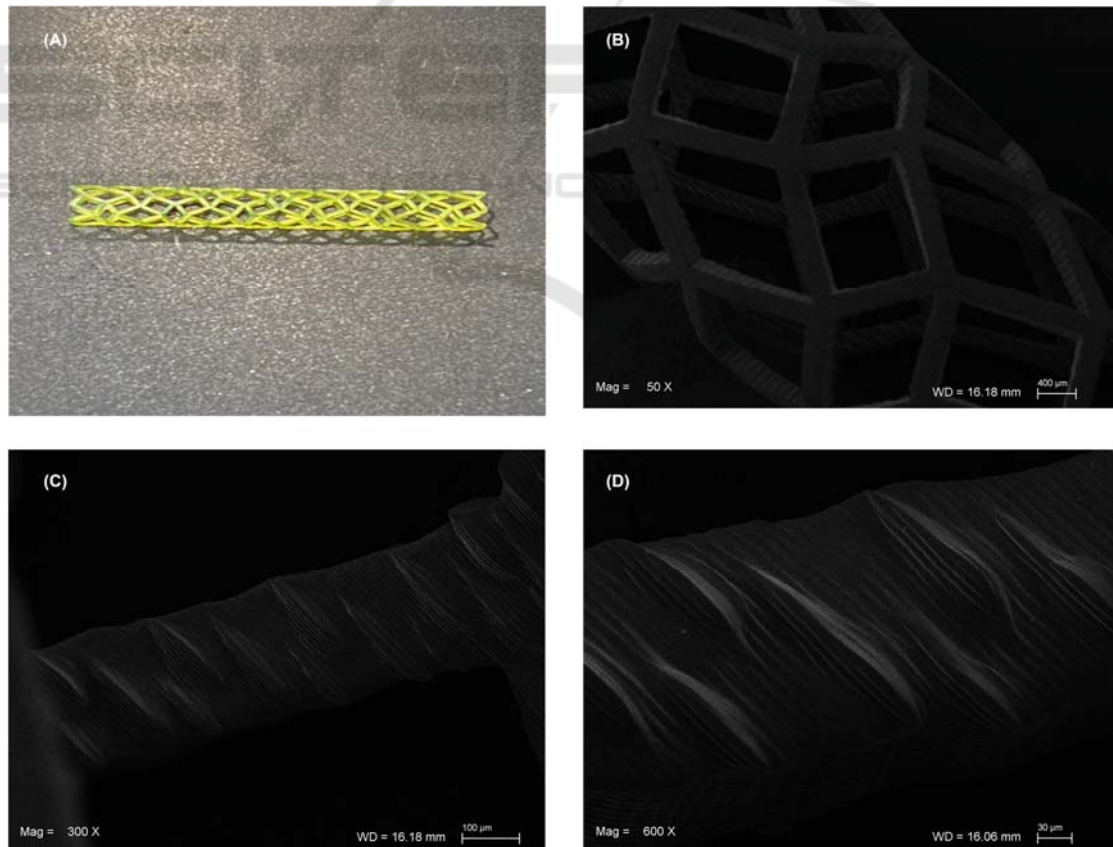 (A)
(B)
Mag = 50 X
WD = 16.18 mm
400 µm
(C)
Mag = 300 X
WD = 16.18 mm
100 µm
(D)
Mag = 600 X
WD = 16.06 mm
30 µm